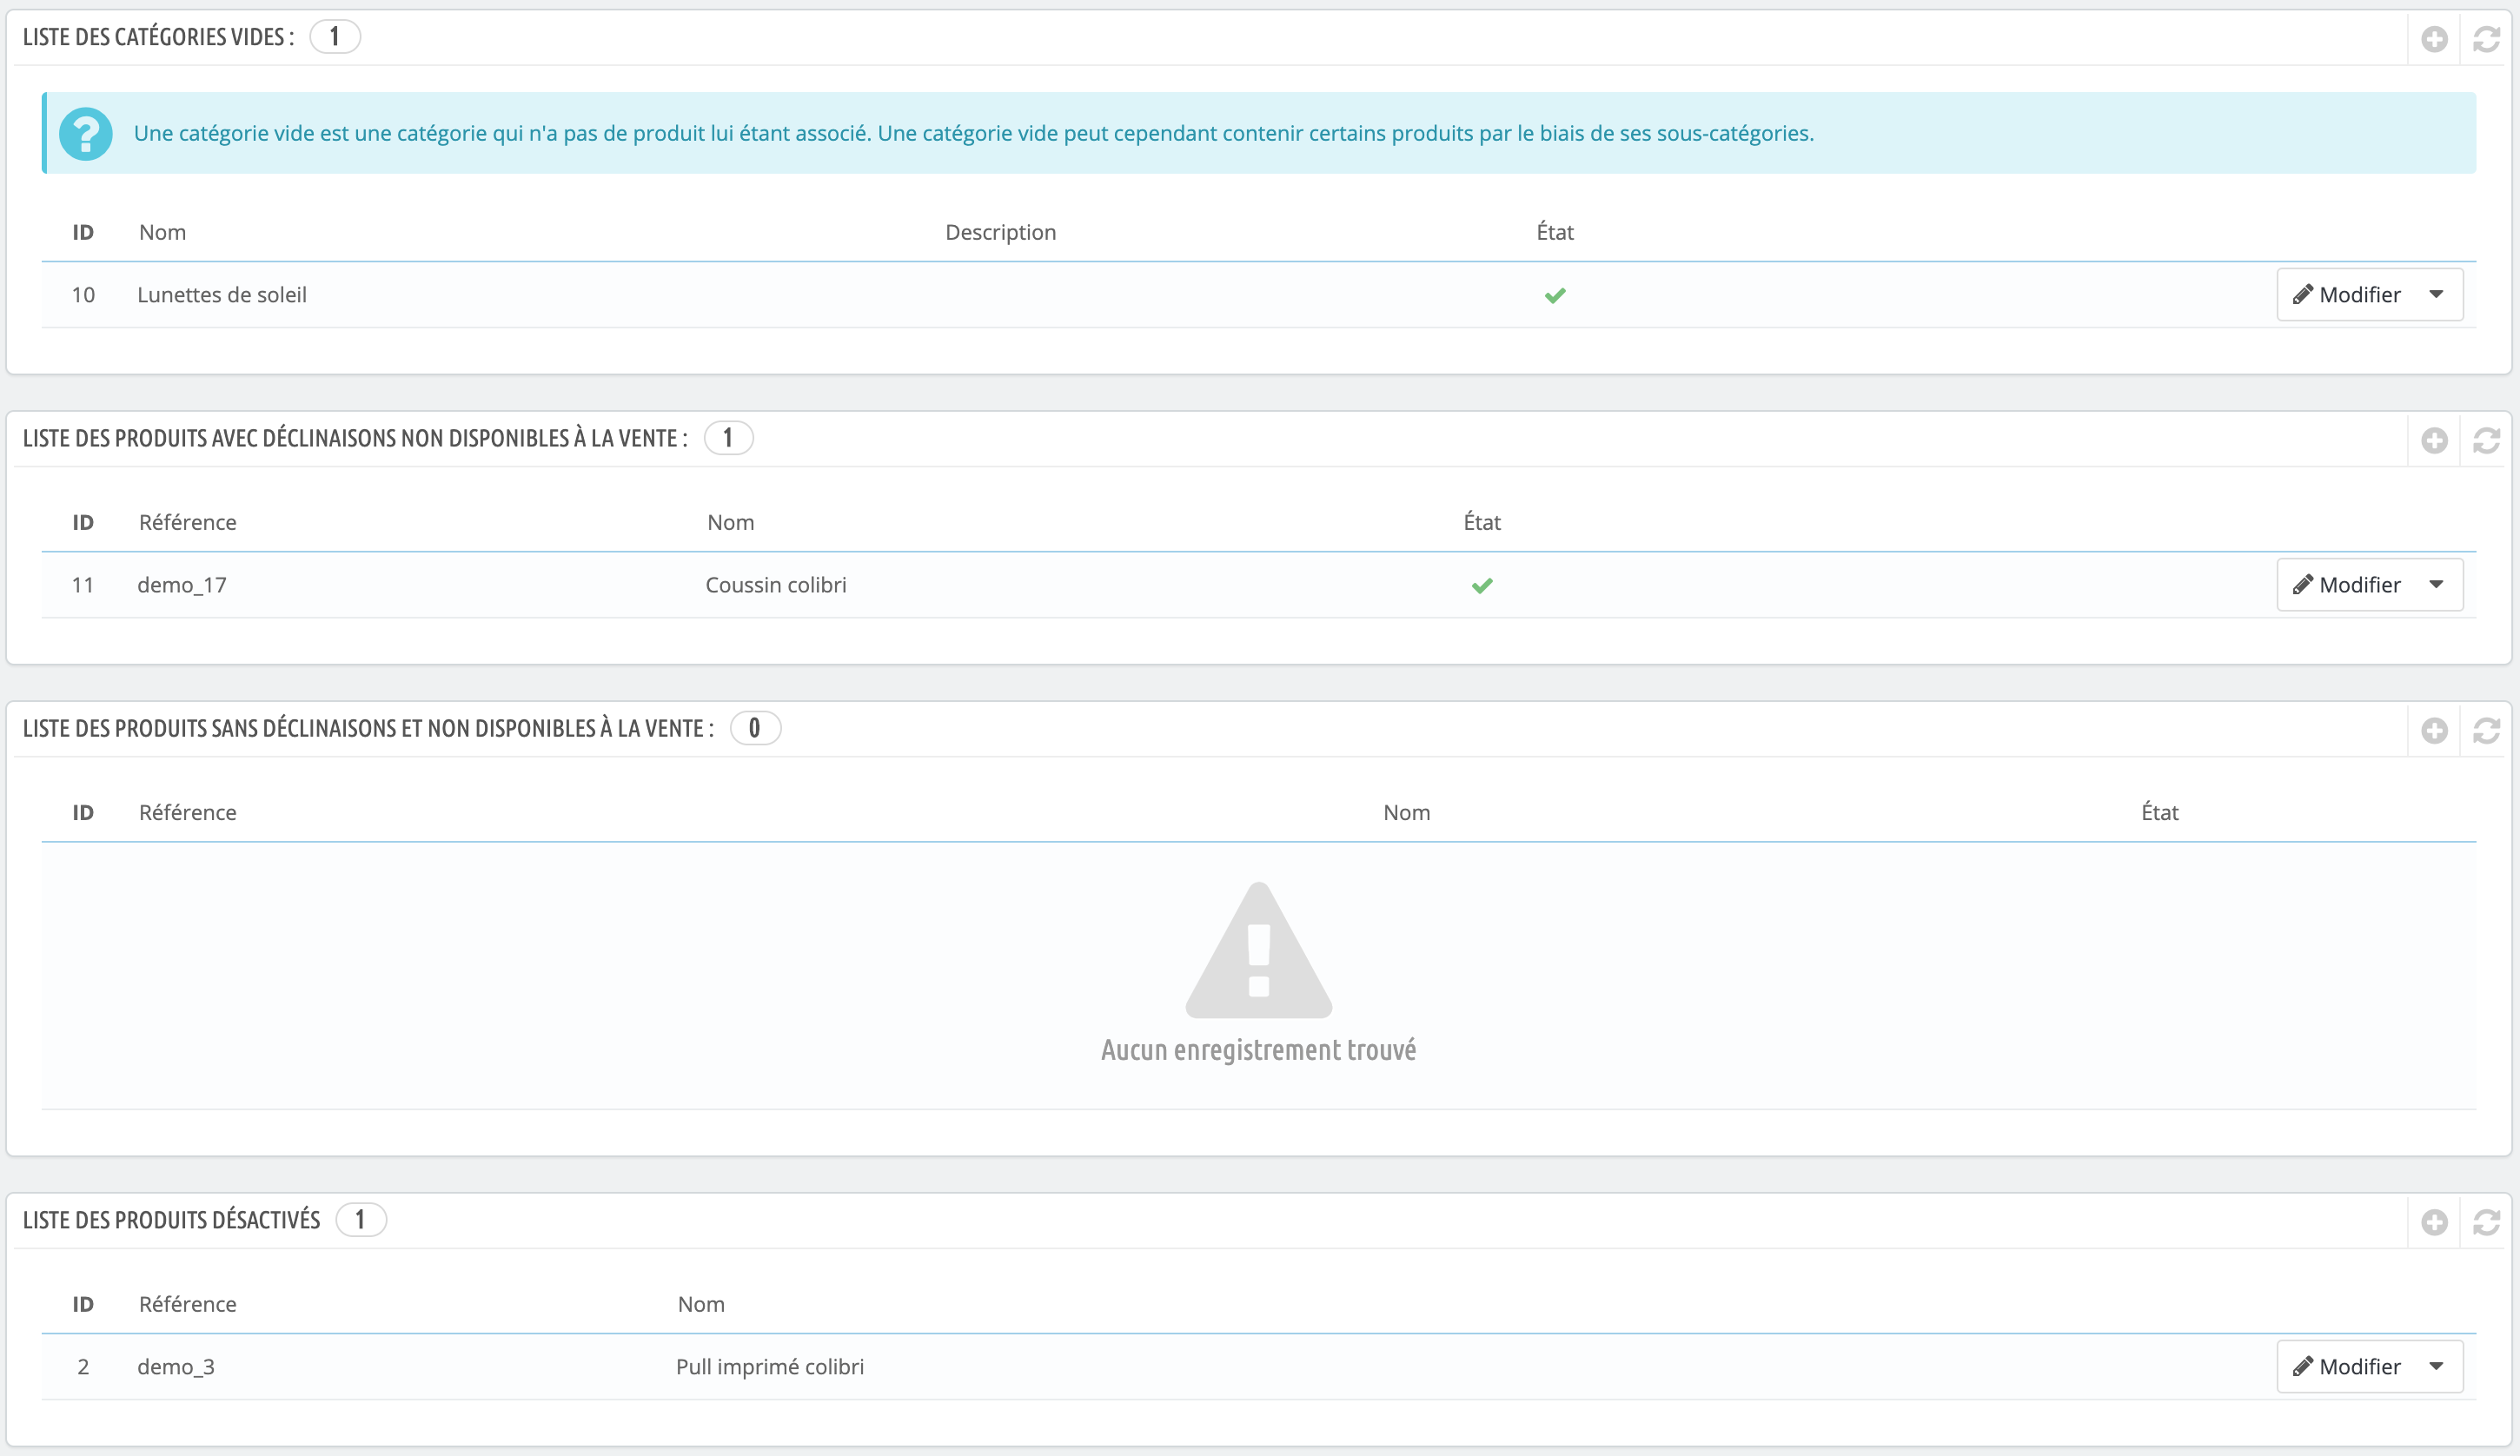 LISTE DES CATÉGORIES VIDES : 1
Une catégorie vide est une catégorie qui n'a pas de produit lui étant associé. Une catégorie vide peut cependant contenir certains produits par le biais de ses sous-catégories.
ID Nom Description État
10 Lunettes de soleil Modifier
LISTE DES PRODUITS AVEC DÉCLINAISONS NON DISPONIBLES À LA VENTE : 1
ID Référence Nom État
11 demo_17 Coussin colibri Modifier
LISTE DES PRODUITS SANS DÉCLINAISONS ET NON DISPONIBLES À LA VENTE : 0
ID Référence Nom État
Aucun enregistrement trouvé
LISTE DES PRODUITS DÉSACTIVÉS 1
ID Référence Nom
2 demo_3 Pull imprimé colibri Modifier